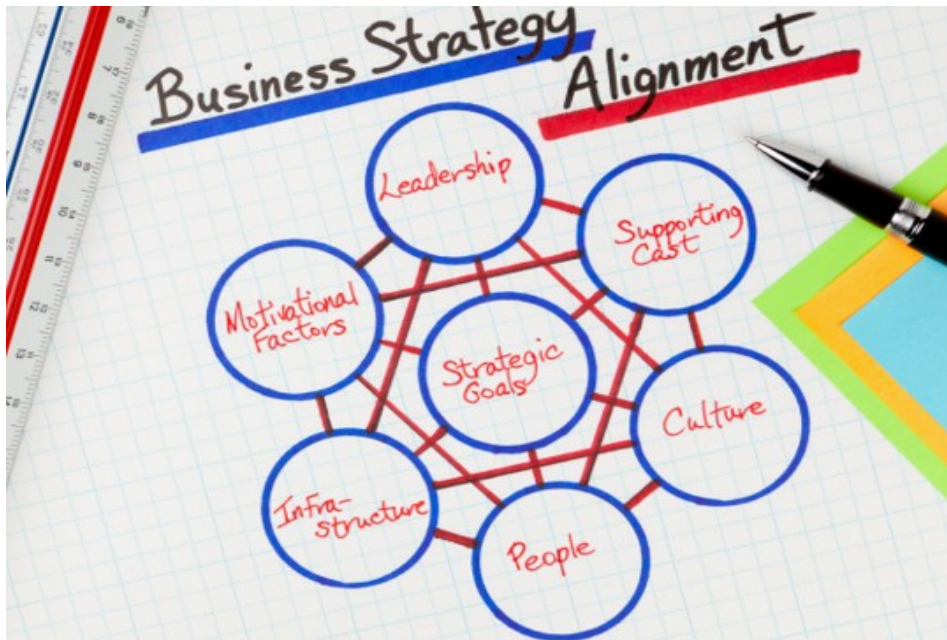 Business Strategy
Alignment
Leadership
Supporting
Cast
Motivational
Factors
Strategic
Goals
Culture
Infra-
structure
People